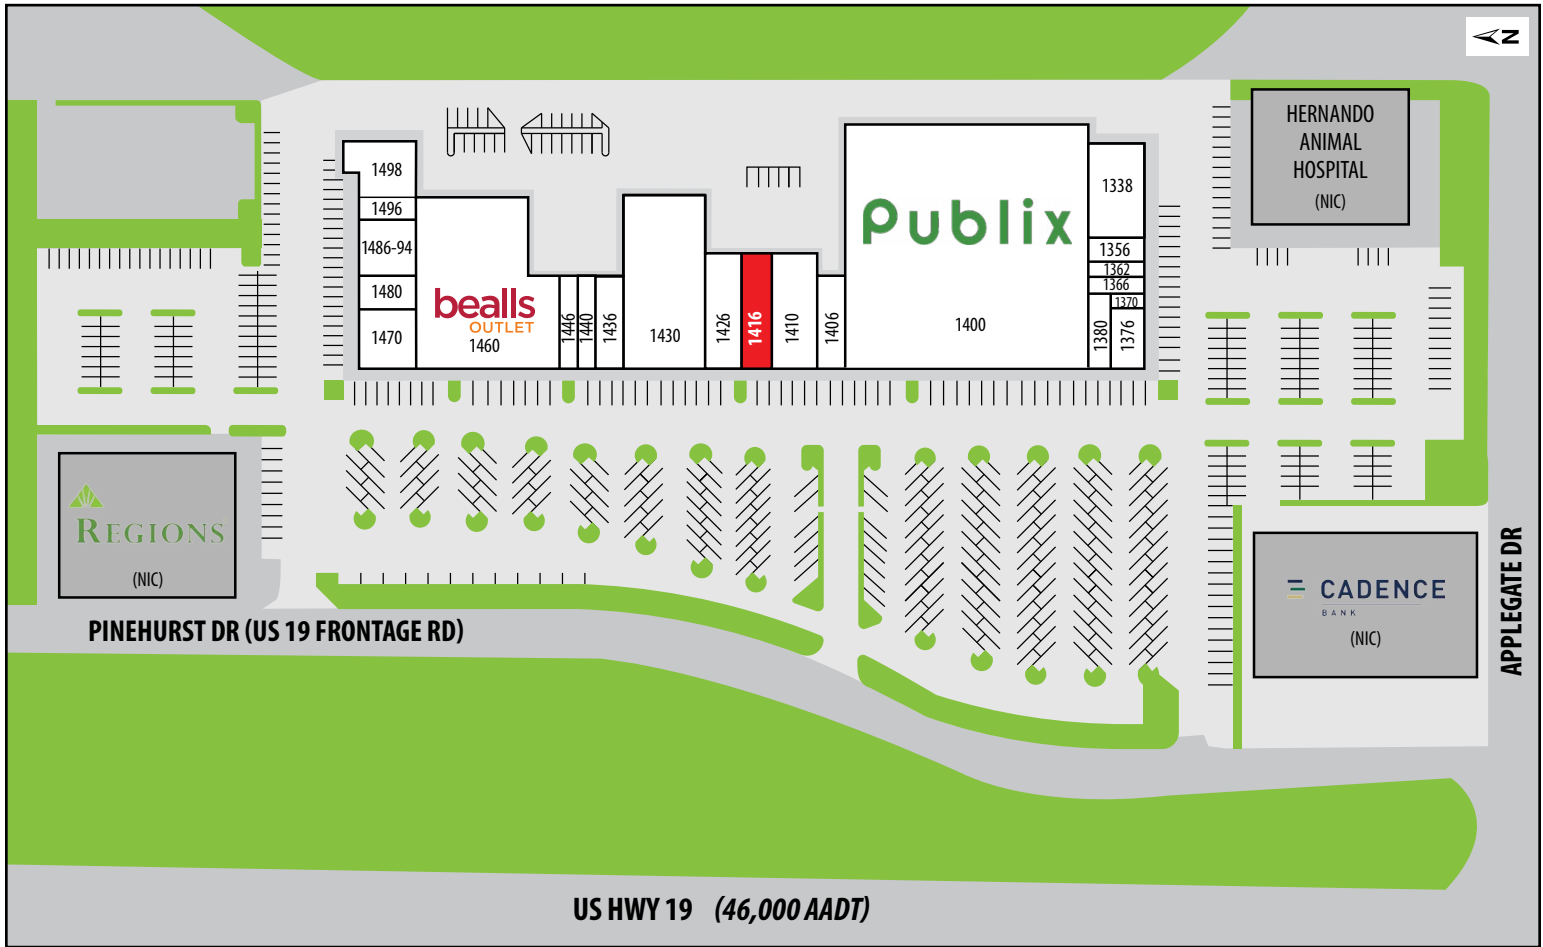 N
HERNANDO
ANIMAL
HOSPITAL
(NIC)
1498
1496
1486-94
1480
1470
bealls
OUTLET
1460
1446
1440
1436
1430
1426
1416
1410
1406
Publix
1400
1338
1356
1362
1366
1370
1380
1376
REGIONS
(NIC)
CADENCE
BANK
(NIC)
APPLEGATE DR
PINEHURST DR (US 19 FRONTAGE RD)
US HWY 19 (46,000 AADT)